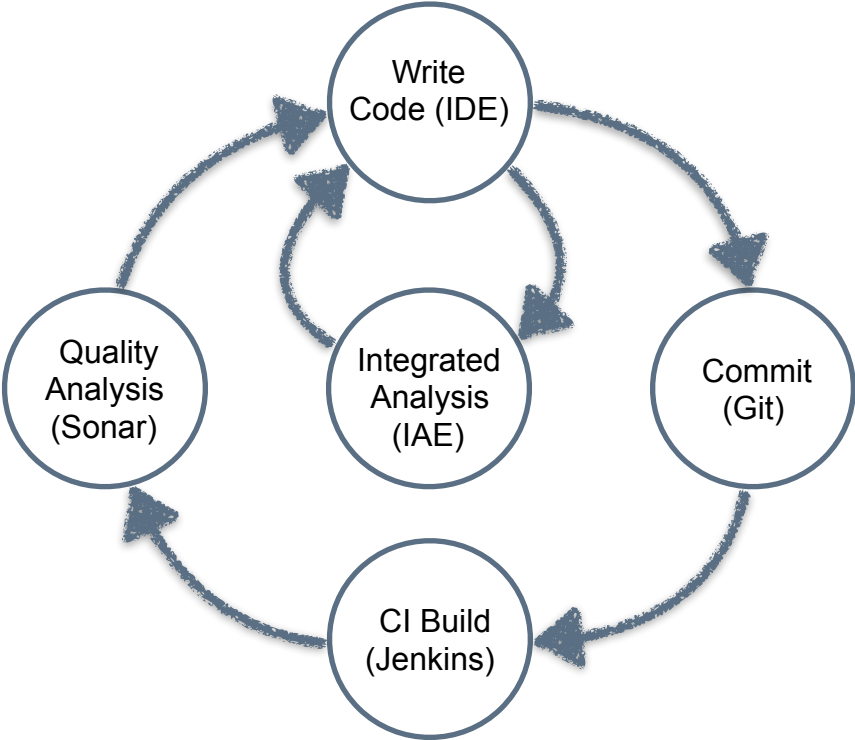 Write
Code (IDE)
Quality
Analysis
(Sonar)
Integrated
Analysis
(IAE)
Commit
(Git)
CI Build
(Jenkins)